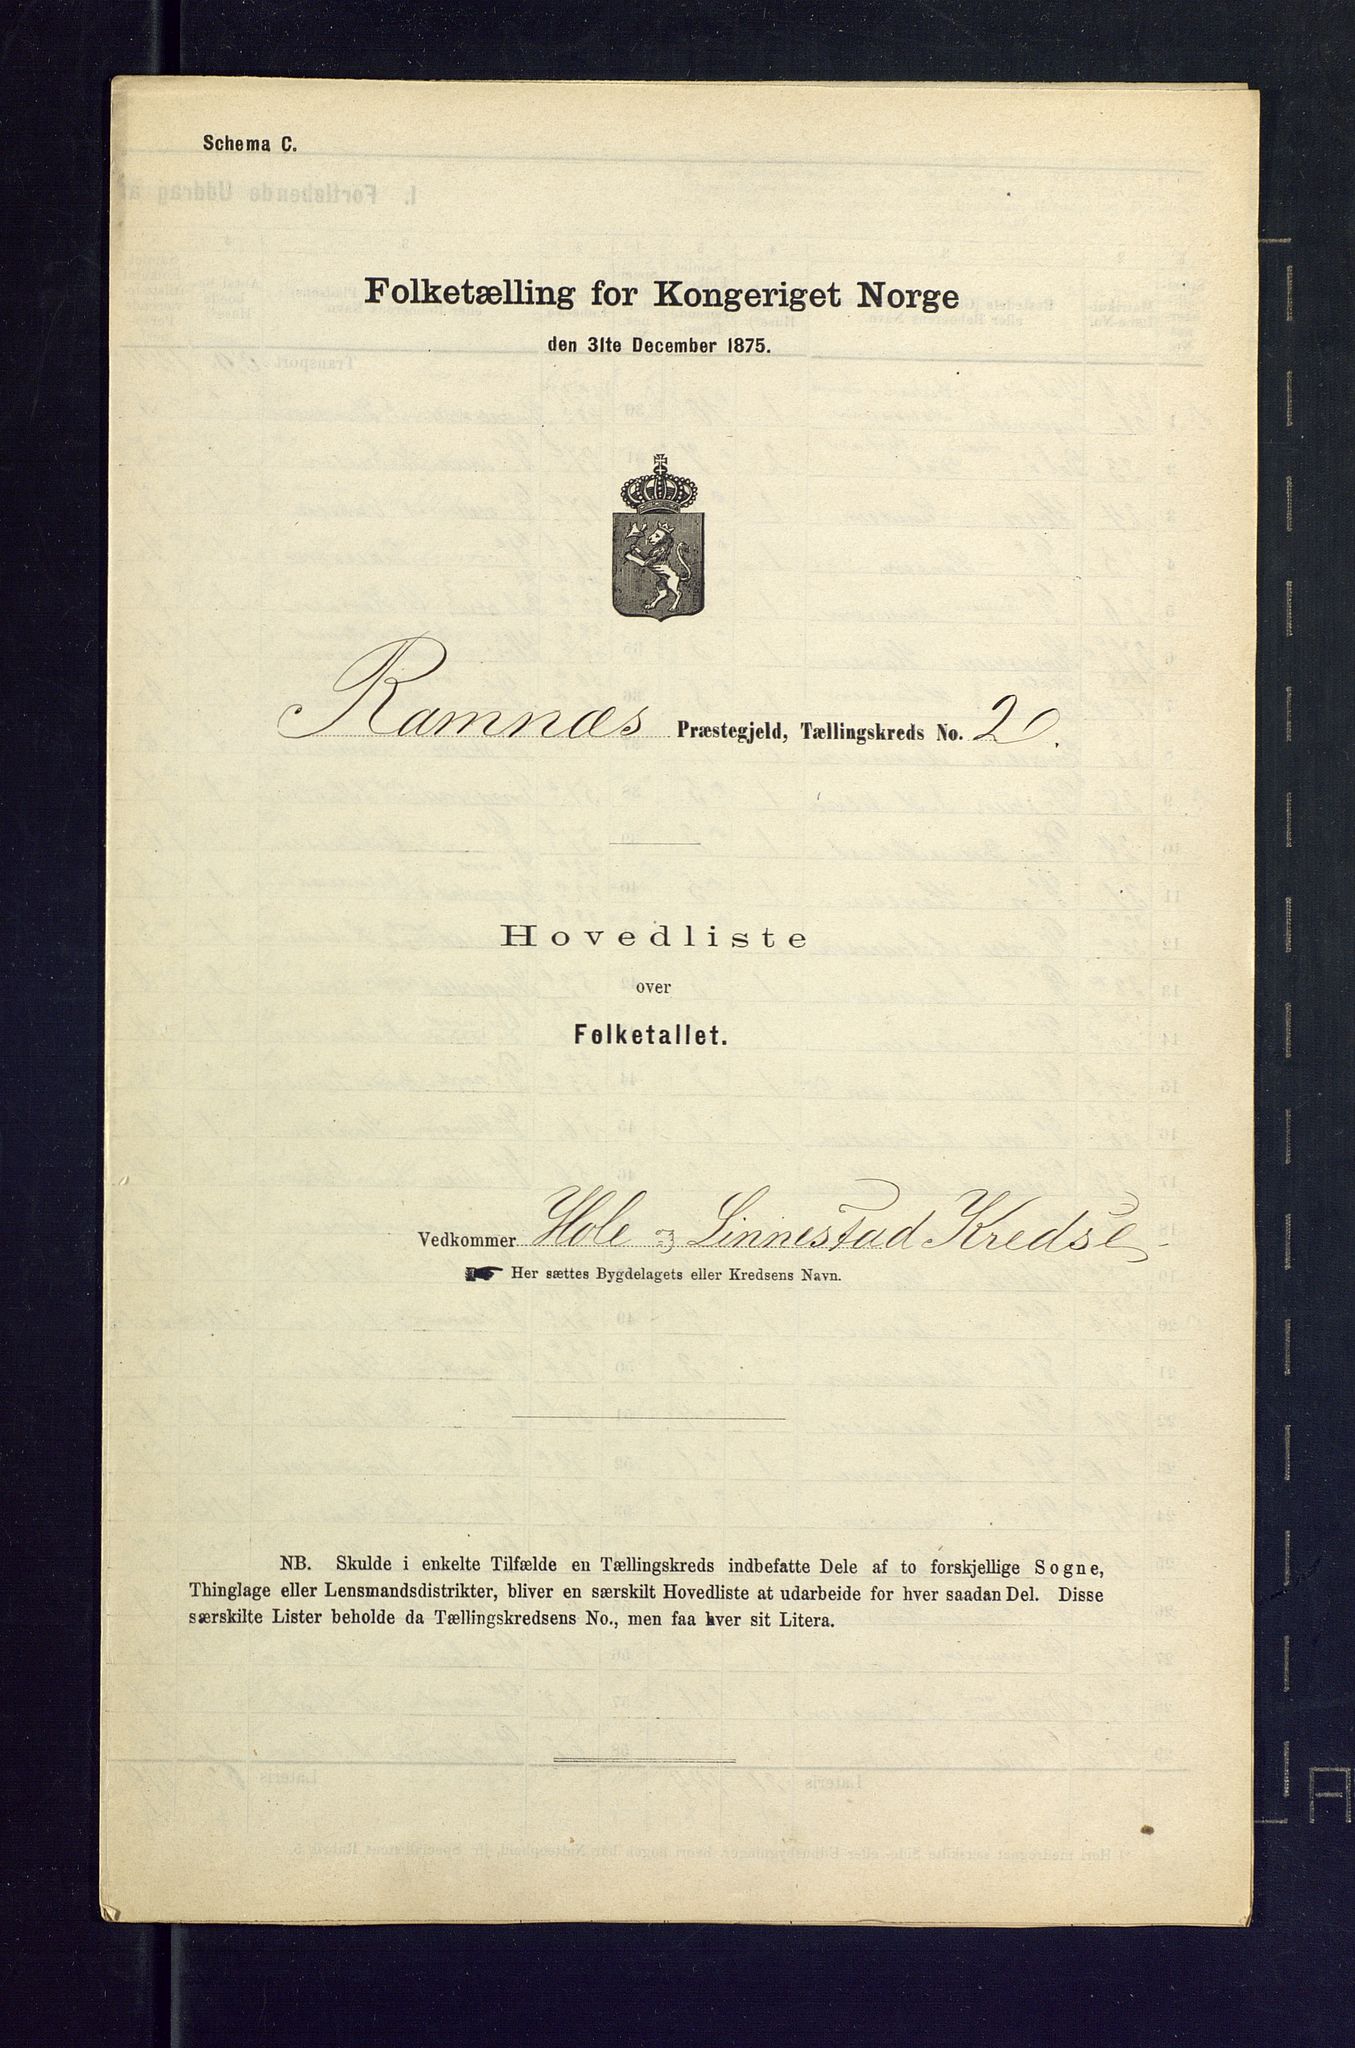 Schema C.
Folketælling for Kongeriget Norge
den 31te December 1875.
Ramnæs Præstegjeld, Tællingskreds No. 2.
Hovedliste
over
Folketallet.
Vedkommer Hole og Linnestad Kredse
Her sættes Bygdelagets eller Kredsens Navn.
NB. Skulde i enkelte Tilfælde en Tællingskreds indbefatte Dele af to forskjellige Sogne,
Thinglage eller Lensmandsdistrikter, bliver en særskilt Hovedliste at udarbeide for hver saadan Del. Disse
særskilte Lister beholde da Tællingskredsens No., men faa hver sit Litera.